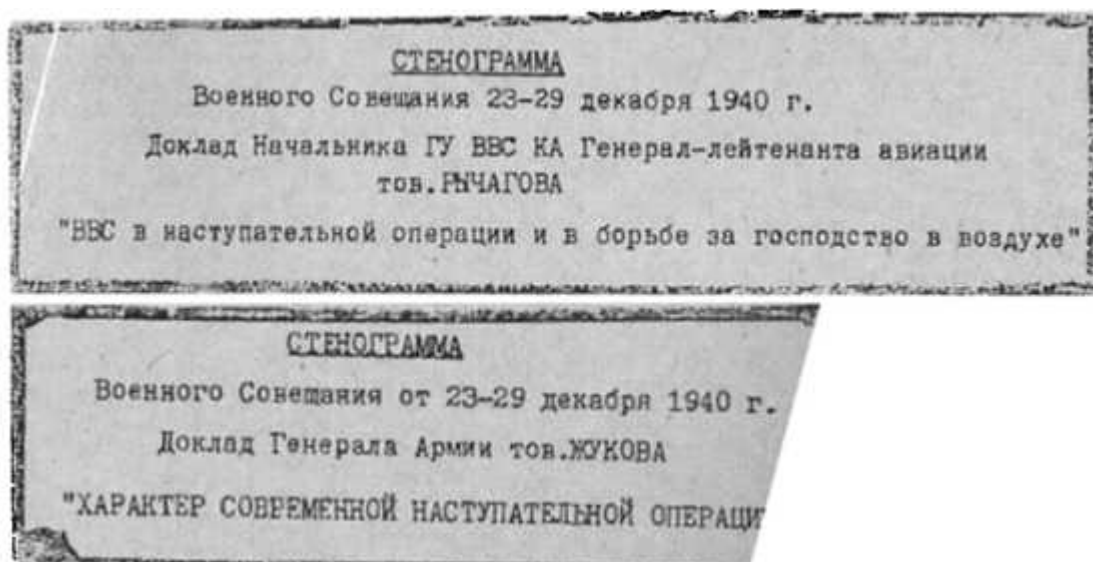 СТЕНОГРАММА
Военного Совещания 23-29 декабря 1940 г.
Доклад Начальника ГУ ВВС КА Генерал-лейтенанта авиации
тов.РЫЧАГОВА
"ВВС в наступательной операции и в борьбе за господство в воздухе"
СТЕНОГРАММА
Военного Совещания от 23-29 декабря 1940 г.
Доклад Генерала Армии тов.ЖУКОВА
"ХАРАКТЕР СОВРЕМЕННОЙ НАСТУПАТЕЛЬНОЙ ОПЕРАЦИ